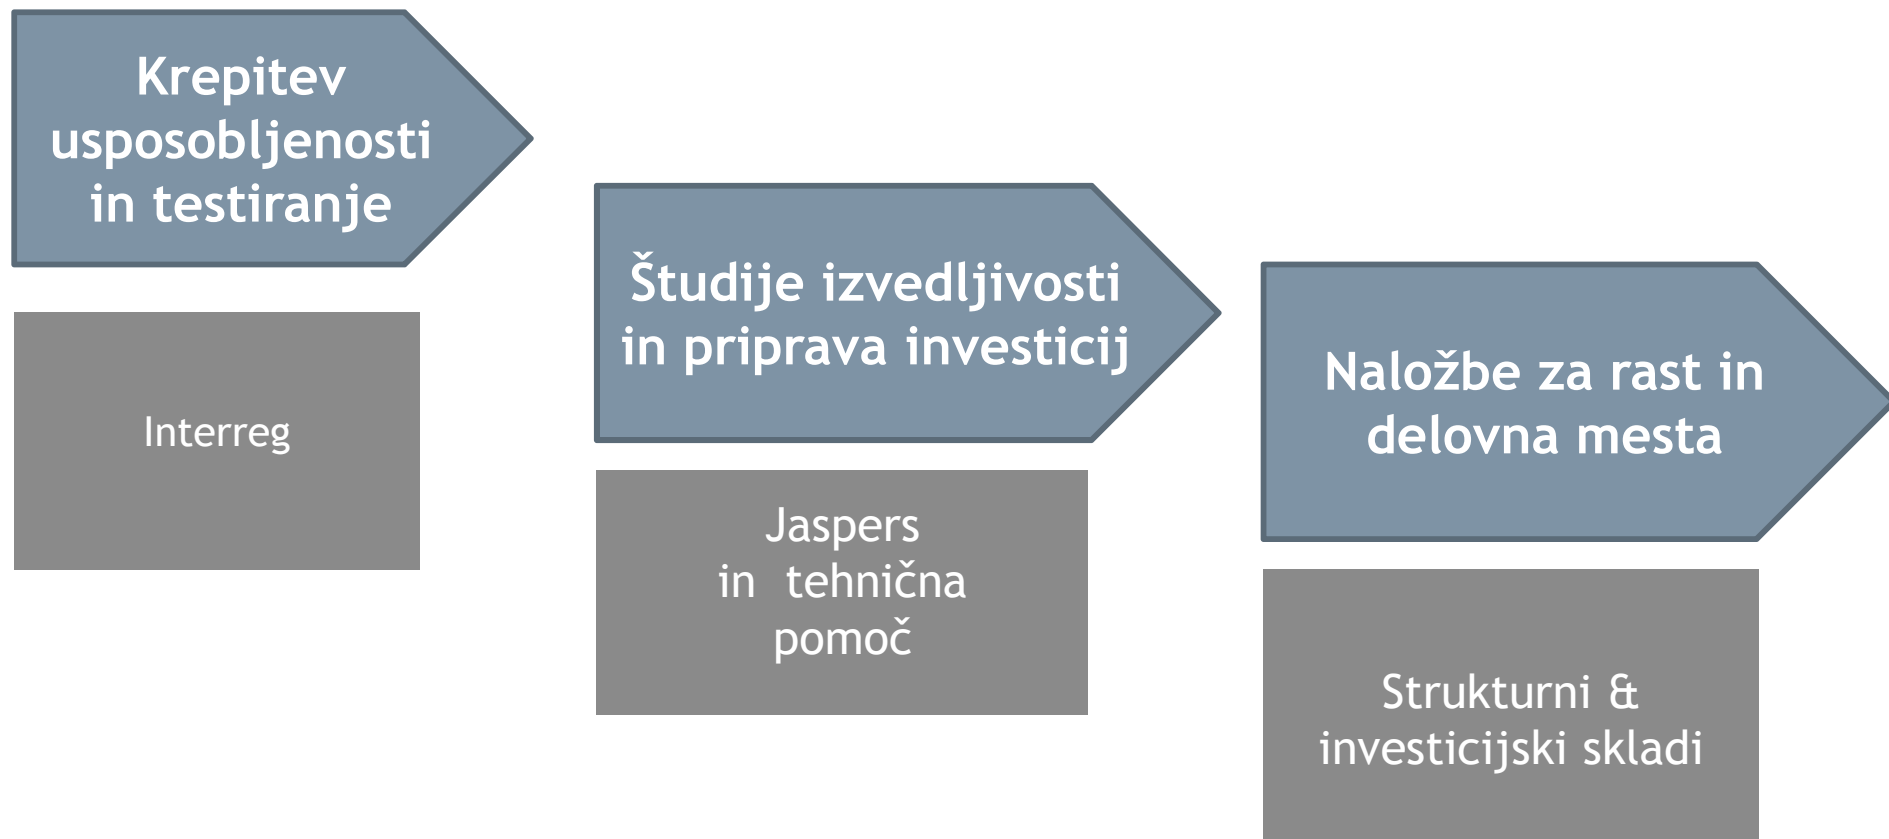 Krepitev
usposobljenosti
in testiranje
Interreg
Študije izvedljivosti
in priprava investicij
Jaspers
in  tehnična
pomoč
Naložbe za rast in
delovna mesta
Strukturni &
investicijski skladi